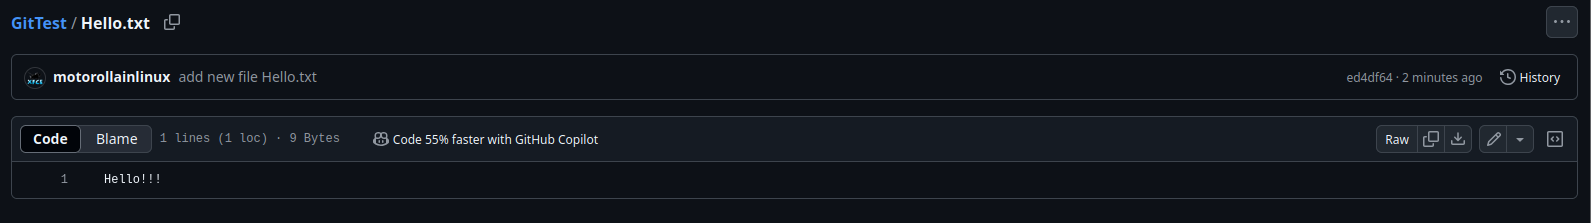 GitTest / Hello.txt
motorollainlinux add new file Hello.txt ed4df64 · 2 minutes ago History
Code Blame 1 lines (1 loc) · 9 Bytes Code 55% faster with GitHub Copilot Raw
1 Hello!!!